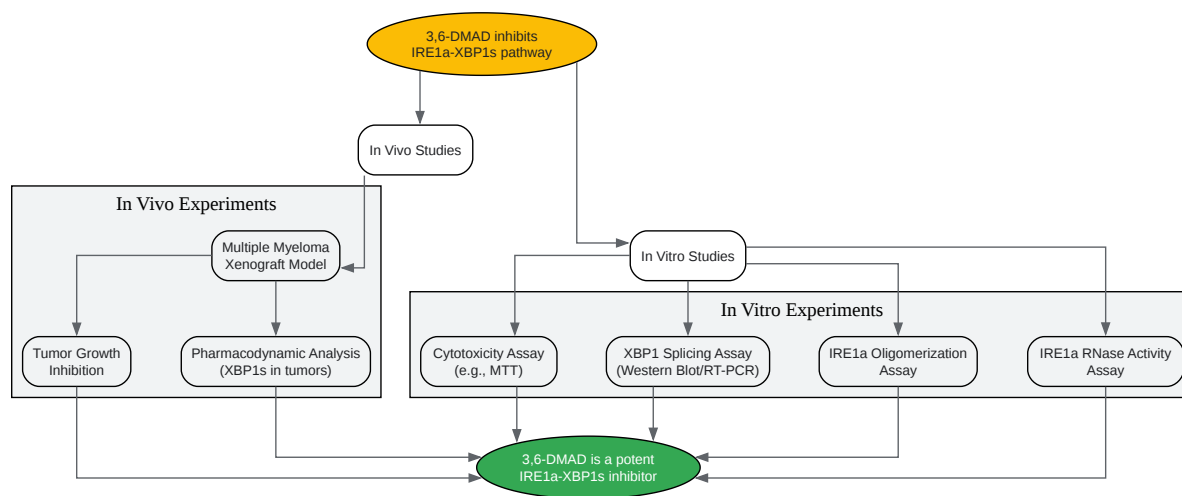 3,6-DMAD inhibits
IRE1a-XBP1s pathway
In Vivo Studies
In Vivo Experiments
Multiple Myeloma
Xenograft Model
Tumor Growth
Inhibition
Pharmacodynamic Analysis
(XBP1s in tumors)
In Vitro Studies
In Vitro Experiments
Cytotoxicity Assay
(e.g., MTT)
XBP1 Splicing Assay
(Western Blot/RT-PCR)
IRE1a Oligomerization
Assay
IRE1a RNase Activity
Assay
3,6-DMAD is a potent
IRE1a-XBP1s inhibitor